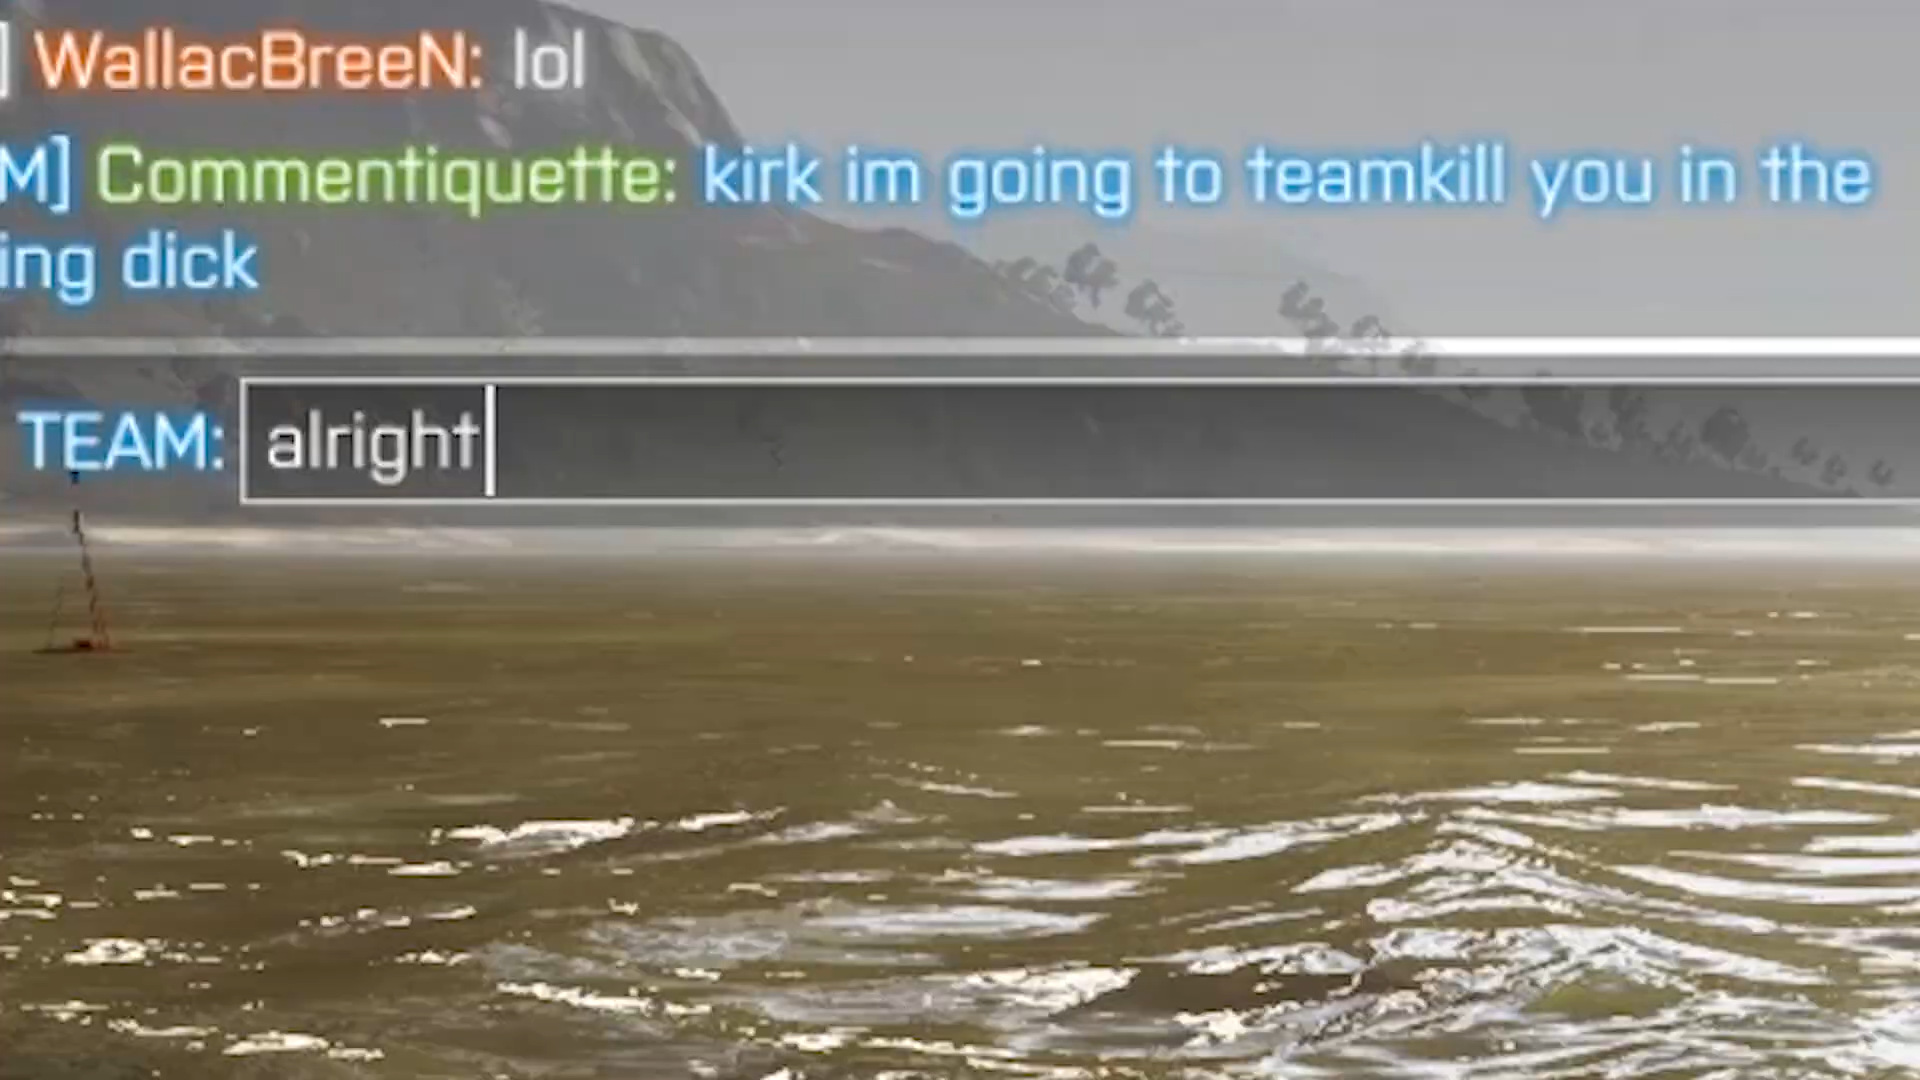 ] WallacBreeN: lol
M] Commentiquette: kirk im going to teamkill you in the
ing dick
TEAM: alright